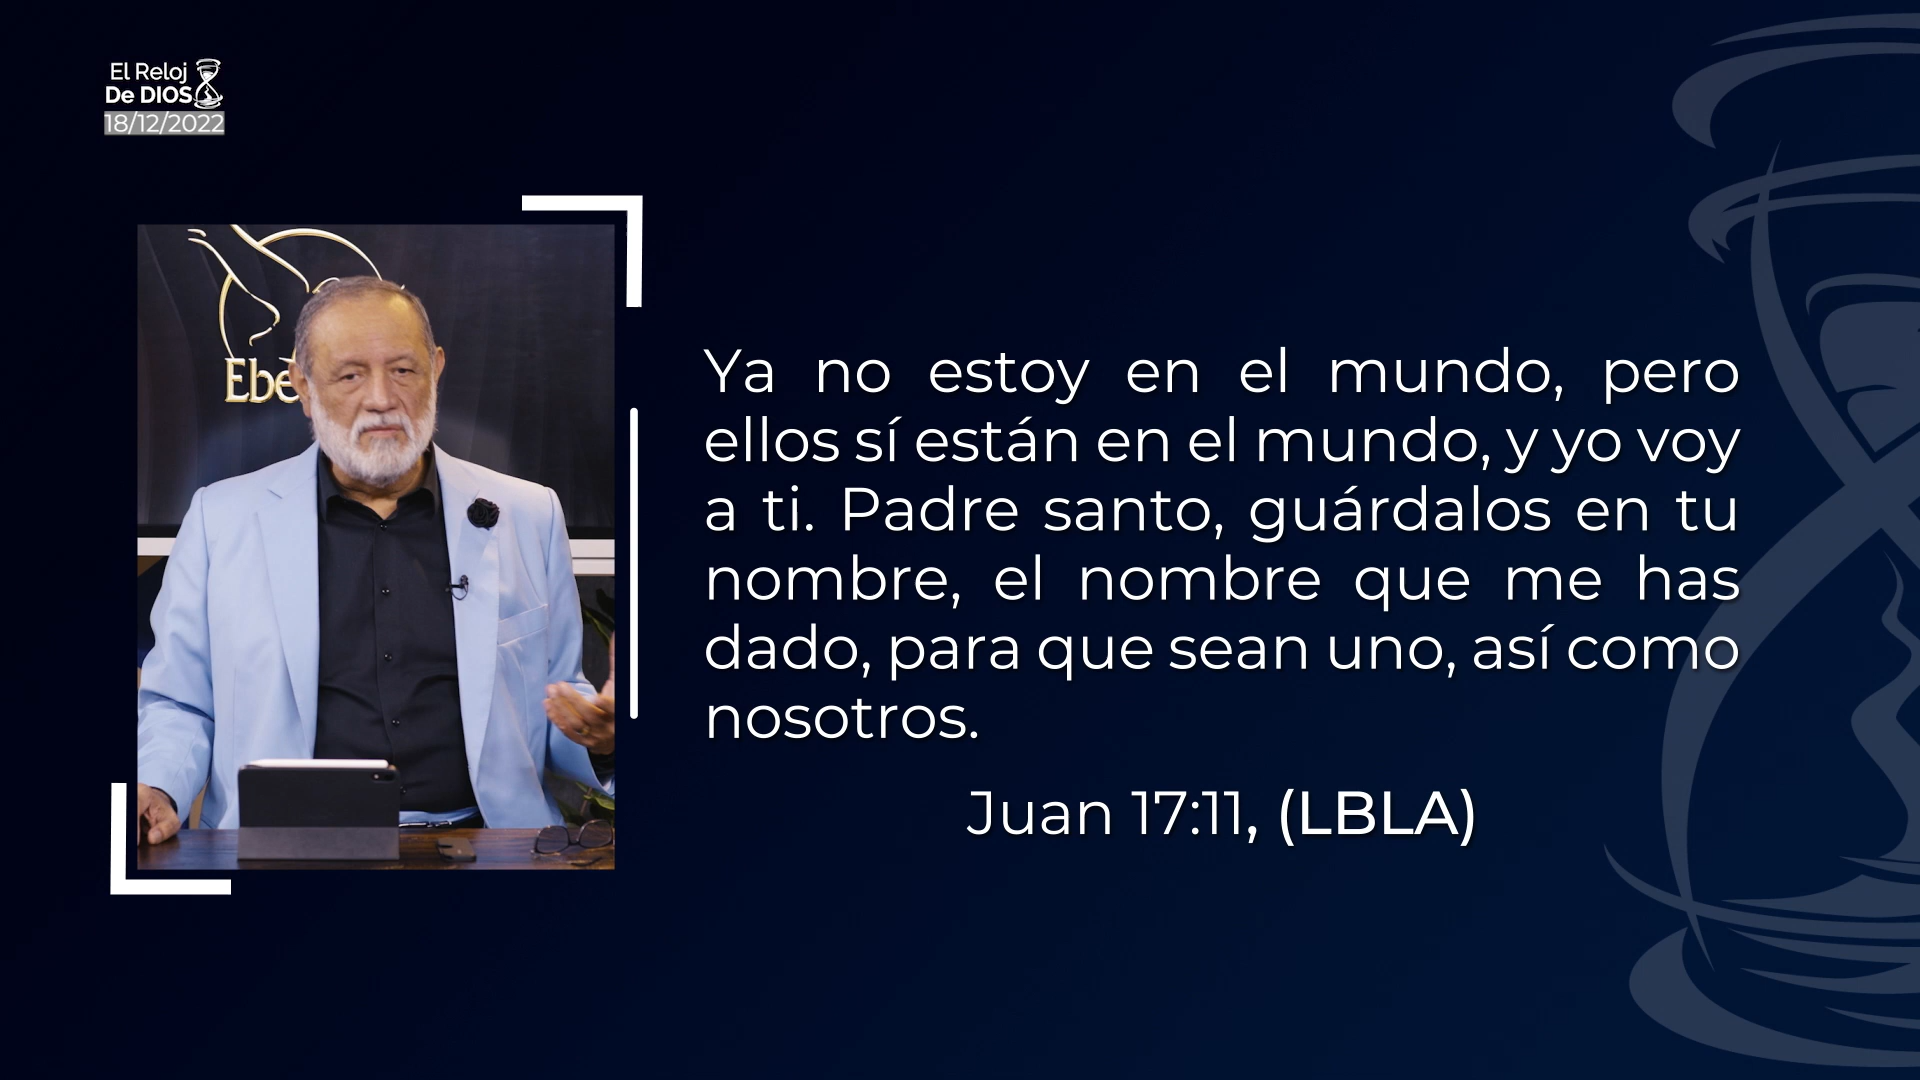 El Reloj
De DIOS
18/12/2022
Ebe
Ya no estoy en el mundo, pero
ellos sí están en el mundo, y yo voy
a ti. Padre santo, guárdalos en tu
nombre, el nombre que me has
dado, para que sean uno, así como
nosotros.
Juan 17:11, (LBLA)